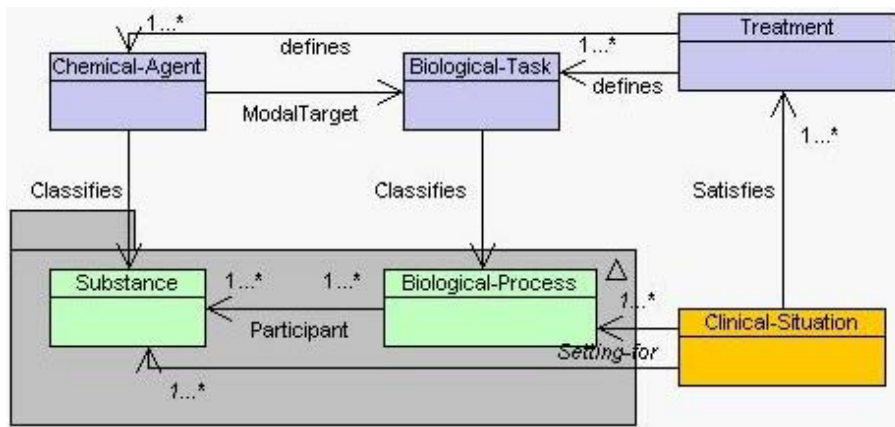 1...*
Treatment
defines
1...*
Chemical-Agent
Biological-Task
defines
ModalTarget
1...*
Classifies
Classifies
Satisfies
Substance
1...*
1...*
Biological-Process
1...*
Clinical-Situation
Participant
Setting-for
1...*